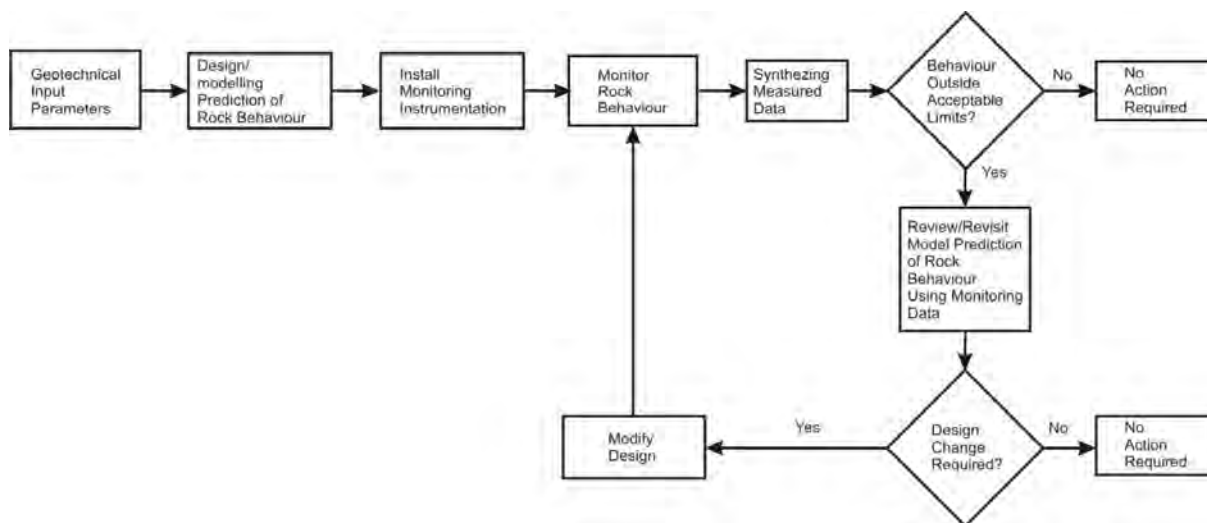 Geotechnical
Input
Parameters
Design/
modelling
Prediction of
Rock Behaviour
Install
Monitoring
Instrumentation
Monitor
Rock
Behaviour
Synthezing
Measured
Data
Behaviour
Outside
Acceptable
Limits?
No
No
Action
Required
Yes
Review/Revisit
Model Prediction
of Rock
Behaviour
Using Monitoring
Data
Design
Change
Required?
No
No
Action
Required
Yes
Modify
Design